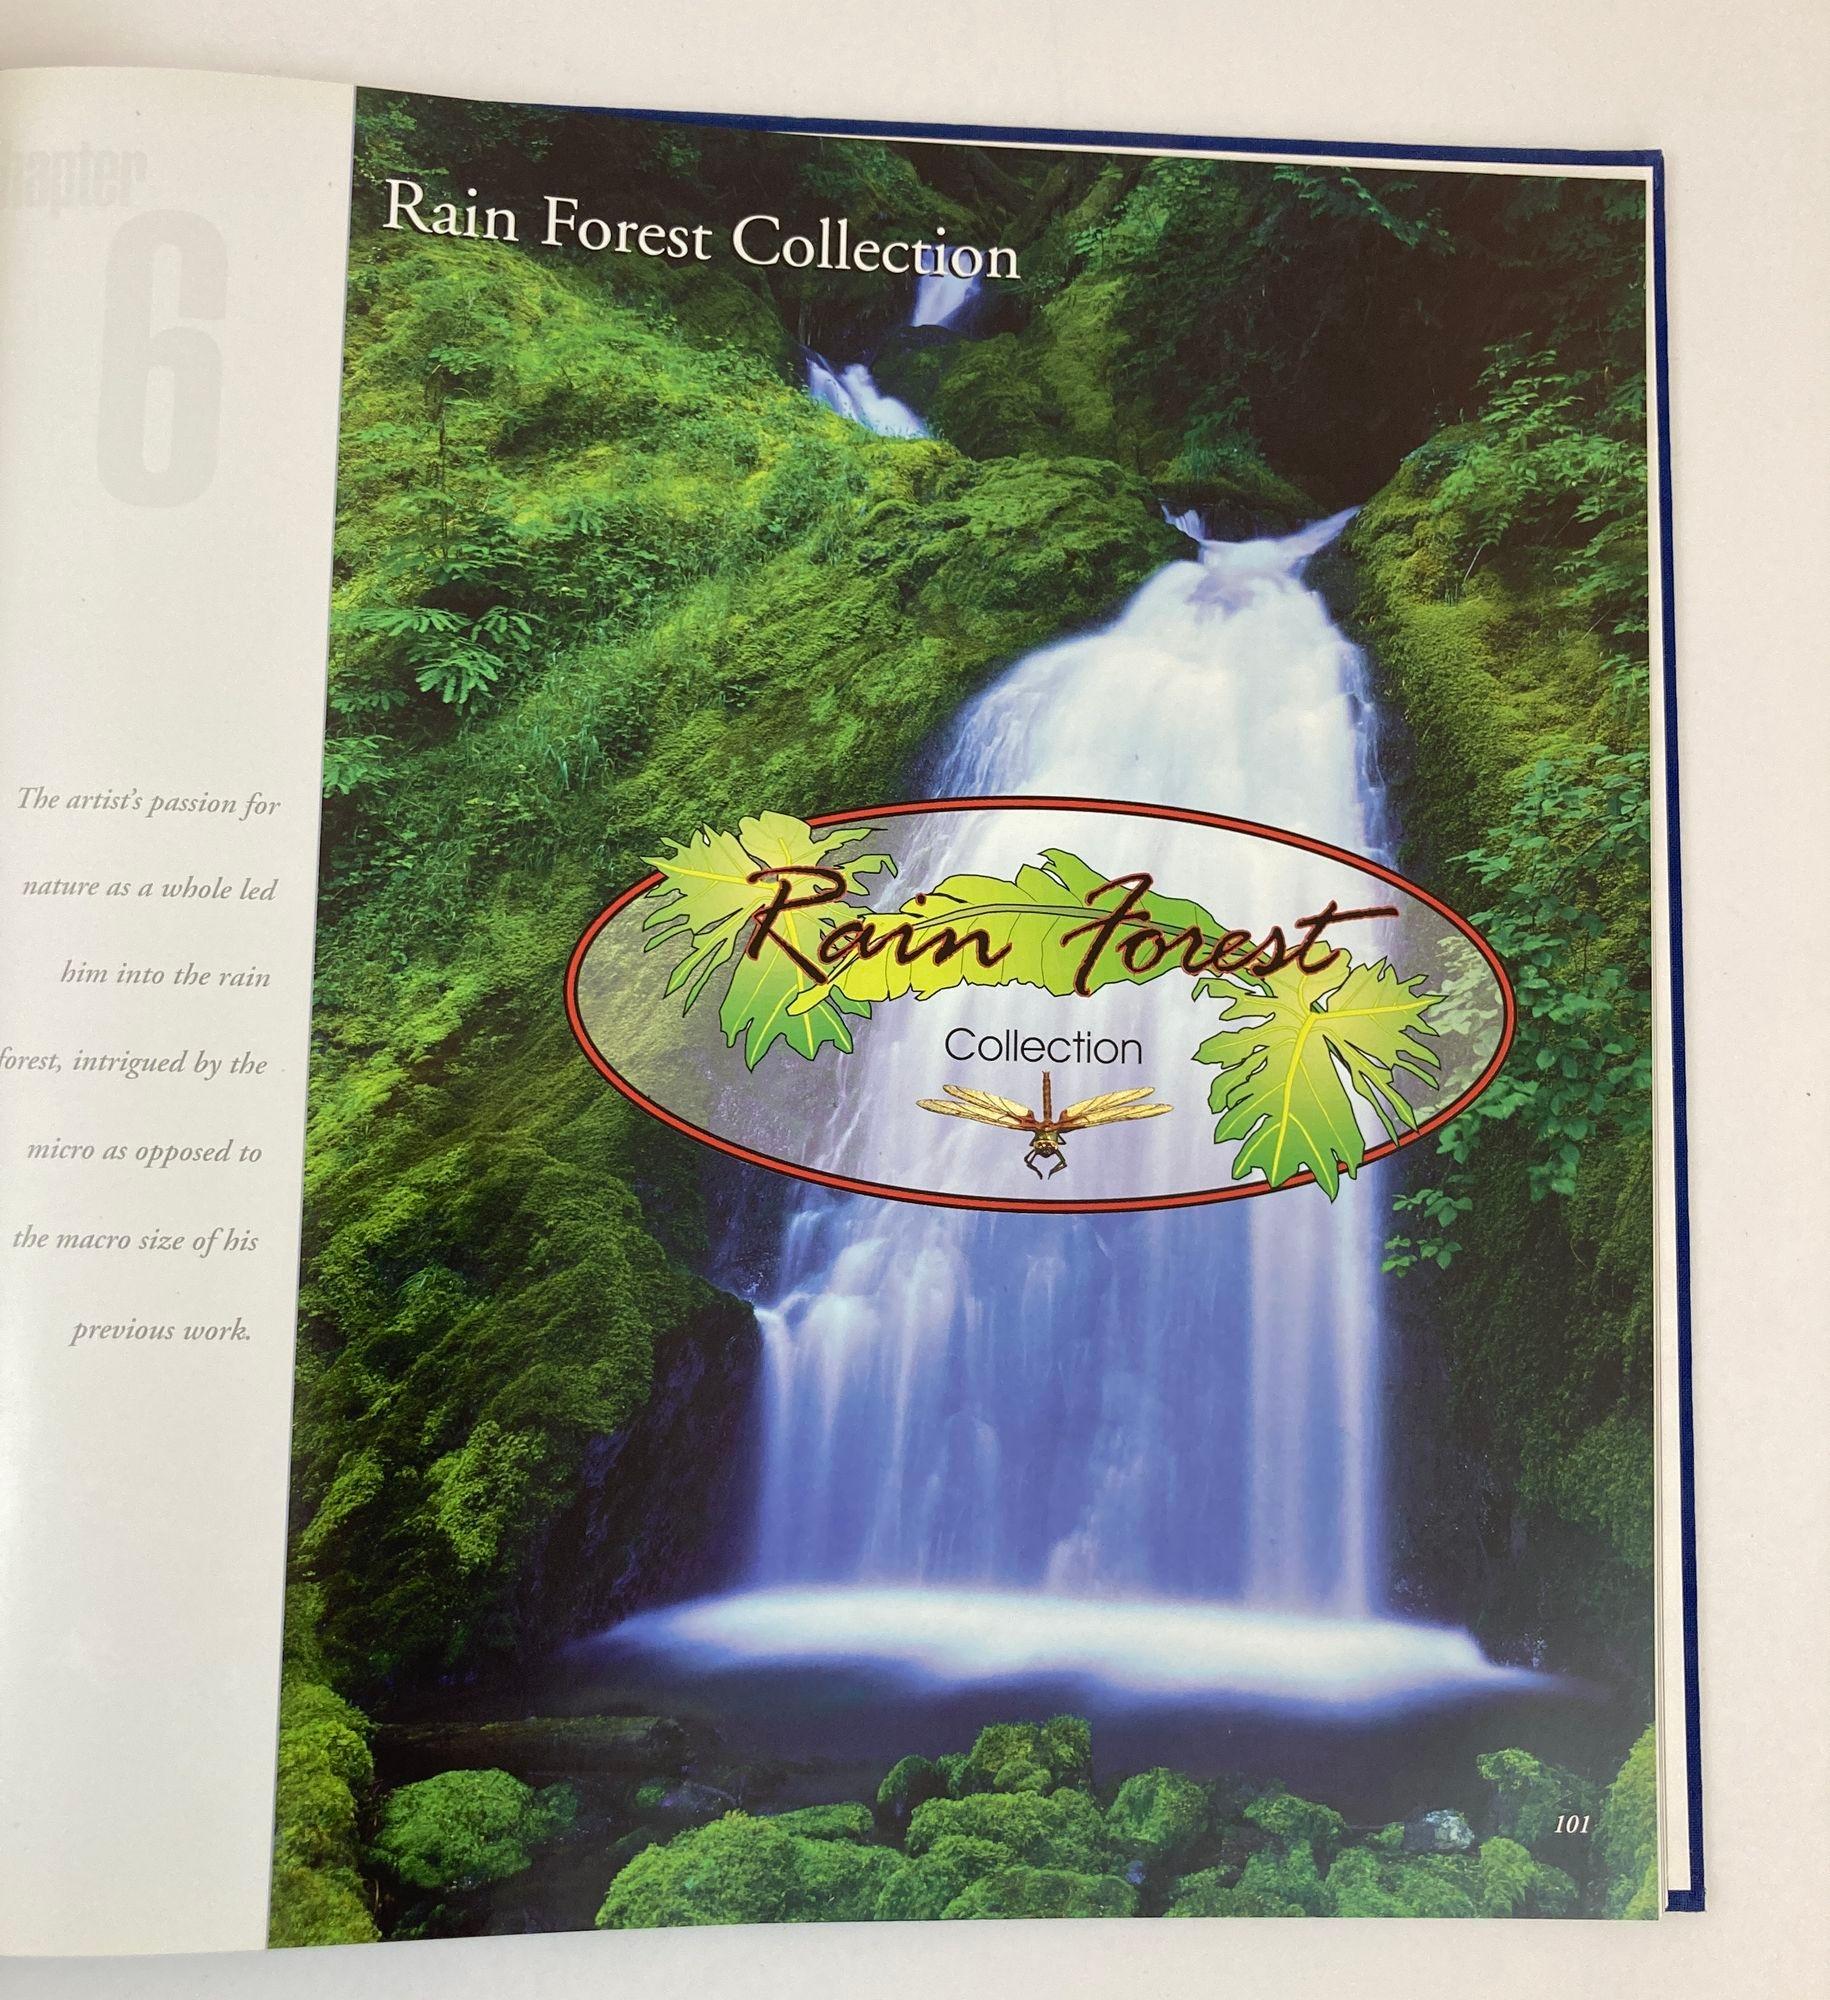 hapter
6
The artist's passion for
nature as a whole led
him into the rain
forest, intrigued by the
micro as opposed to
the macro size of his
previous work.
Rain Forest Collection
Rain Forest
Collection
101